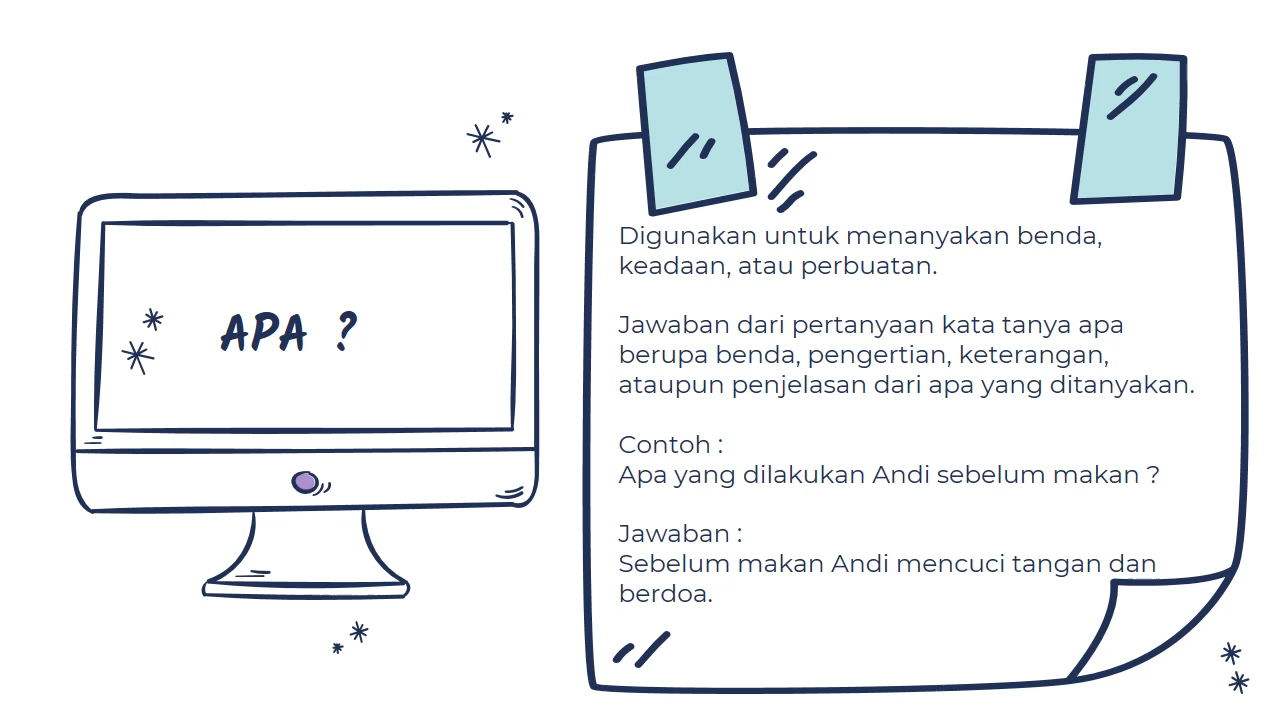 APA ?
Digunakan untuk menanyakan benda,
keadaan, atau perbuatan.
Jawaban dari pertanyaan kata tanya apa
berupa benda, pengertian, keterangan,
ataupun penjelasan dari apa yang ditanyakan.
Contoh :
Apa yang dilakukan Andi sebelum makan ?
Jawaban :
Sebelum makan Andi mencuci tangan dan
berdoa.